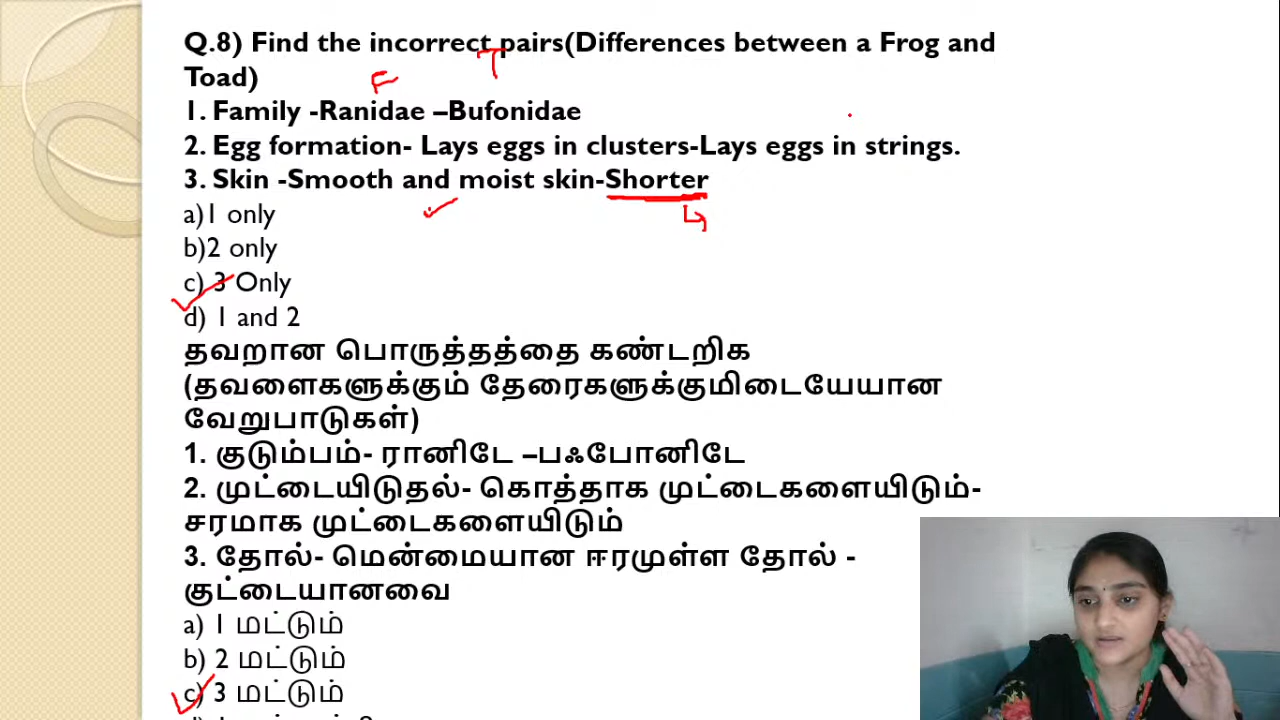 Q.8) Find the incorrect pairs(Differences between a Frog and
Toad)
F T
1. Family -Ranidae –Bufonidae
2. Egg formation- Lays eggs in clusters-Lays eggs in strings.
3. Skin -Smooth and moist skin-Shorter
a)1 only
b)2 only
c) 3 Only
d) 1 and 2
தவறான பொருத்தத்தை கண்டறிக
(தவளைகளுக்கும் தேரைகளுக்குமிடையேயான
வேறுபாடுகள்)
1. குடும்பம்- ரானிடே –பஃபோனிடே
2. முட்டையிடுதல்- கொத்தாக முட்டைகளையிடும்-
சரமாக முட்டைகளையிடும்
3. தோல்- மென்மையான ஈரமுள்ள தோல் -
குட்டையானவை
a) 1 மட்டும்
b) 2 மட்டும்
c) 3 மட்டும்